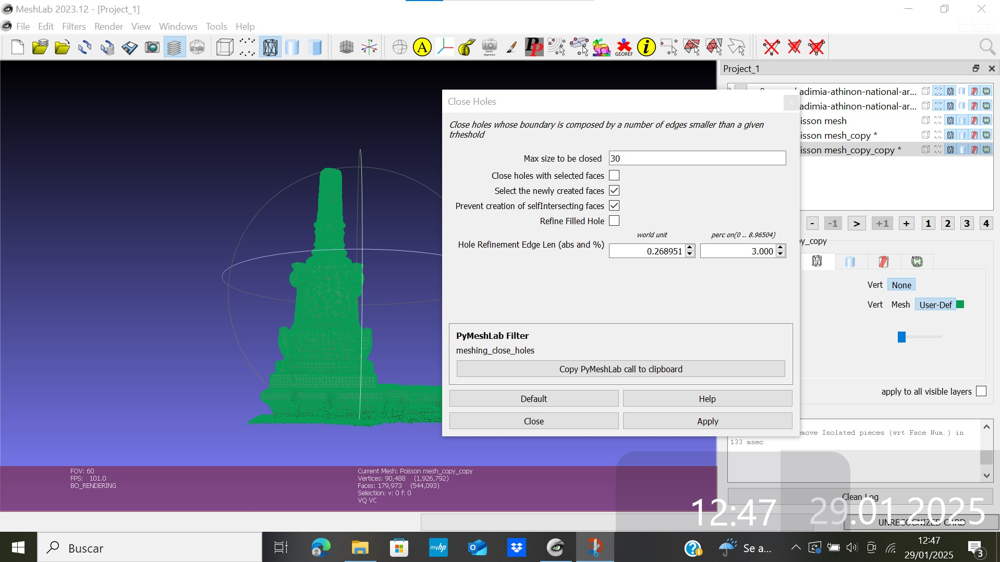 MeshLab 2023.12 - [Project_1]
File Edit Filters Render View Windows Tools Help
A
Pp
GEOREF
i
Project_1
adimia-athinon-national-ar...
adimia-athinon-national-ar...
isson mesh
isson mesh_copy *
isson mesh_copy_copy *
Close Holes
Close holes whose boundary is composed by a number of edges smaller than a given
trheshold
Max size to be closed 30
Close holes with selected faces
Select the newly created faces
Prevent creation of selfIntersecting faces
Refine Filled Hole
world unit perc on(0 .. 8.96504)
Hole Refinement Edge Len (abs and %) 0.268951 3.000
PyMeshLab Filter
meshing_close_holes
Copy PyMeshLab call to clipboard
Default Help
Close Apply
- -1 > +1 + 1 2 3 4
y_copy
Vert None
Vert Mesh User-Def
apply to all visible layers
emove Isolated pieces (wrt Face Num.) in
133 msec
Clean Log
FOV: 60
FPS: 101.0
BO_RENDERING
Current Mesh: Poisson mesh_copy_copy
Vertices: 90,488 (1,926,792)
Faces: 179,973 (544,093)
Selection: v: 0 f: 0
VQ VC
12:47 29.01.2025
UNRECOGNIZED CARD
Buscar
myhp
Se a...
12:47
29/01/2025
3